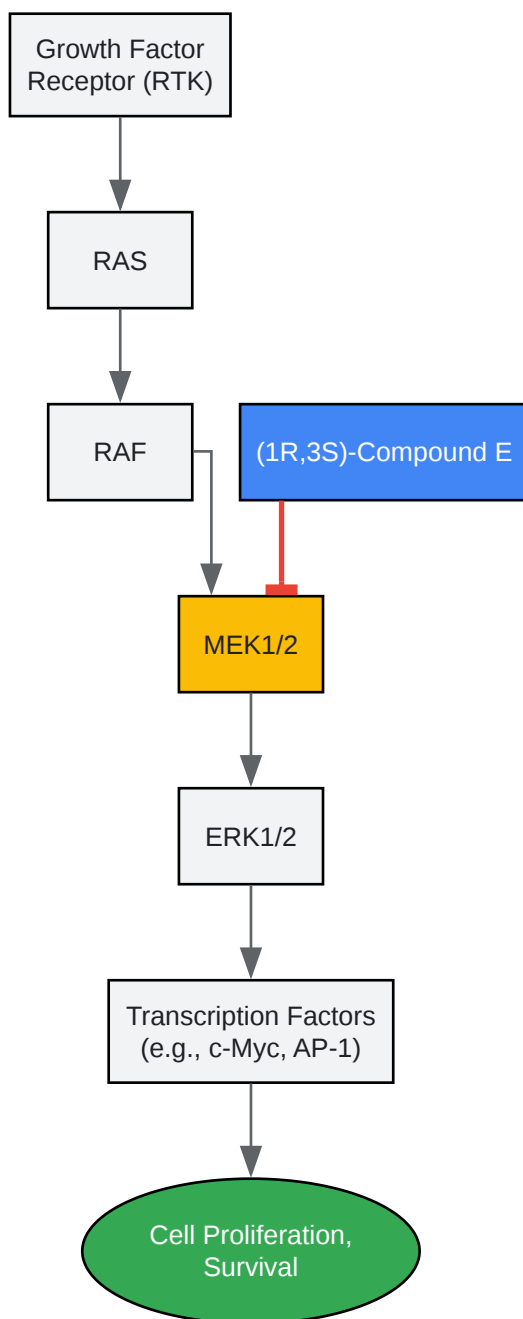 Growth Factor
Receptor (RTK)
RAS
RAF
(1R,3S)-Compound E
MEK1/2
ERK1/2
Transcription Factors
(e.g., c-Myc, AP-1)
Cell Proliferation,
Survival